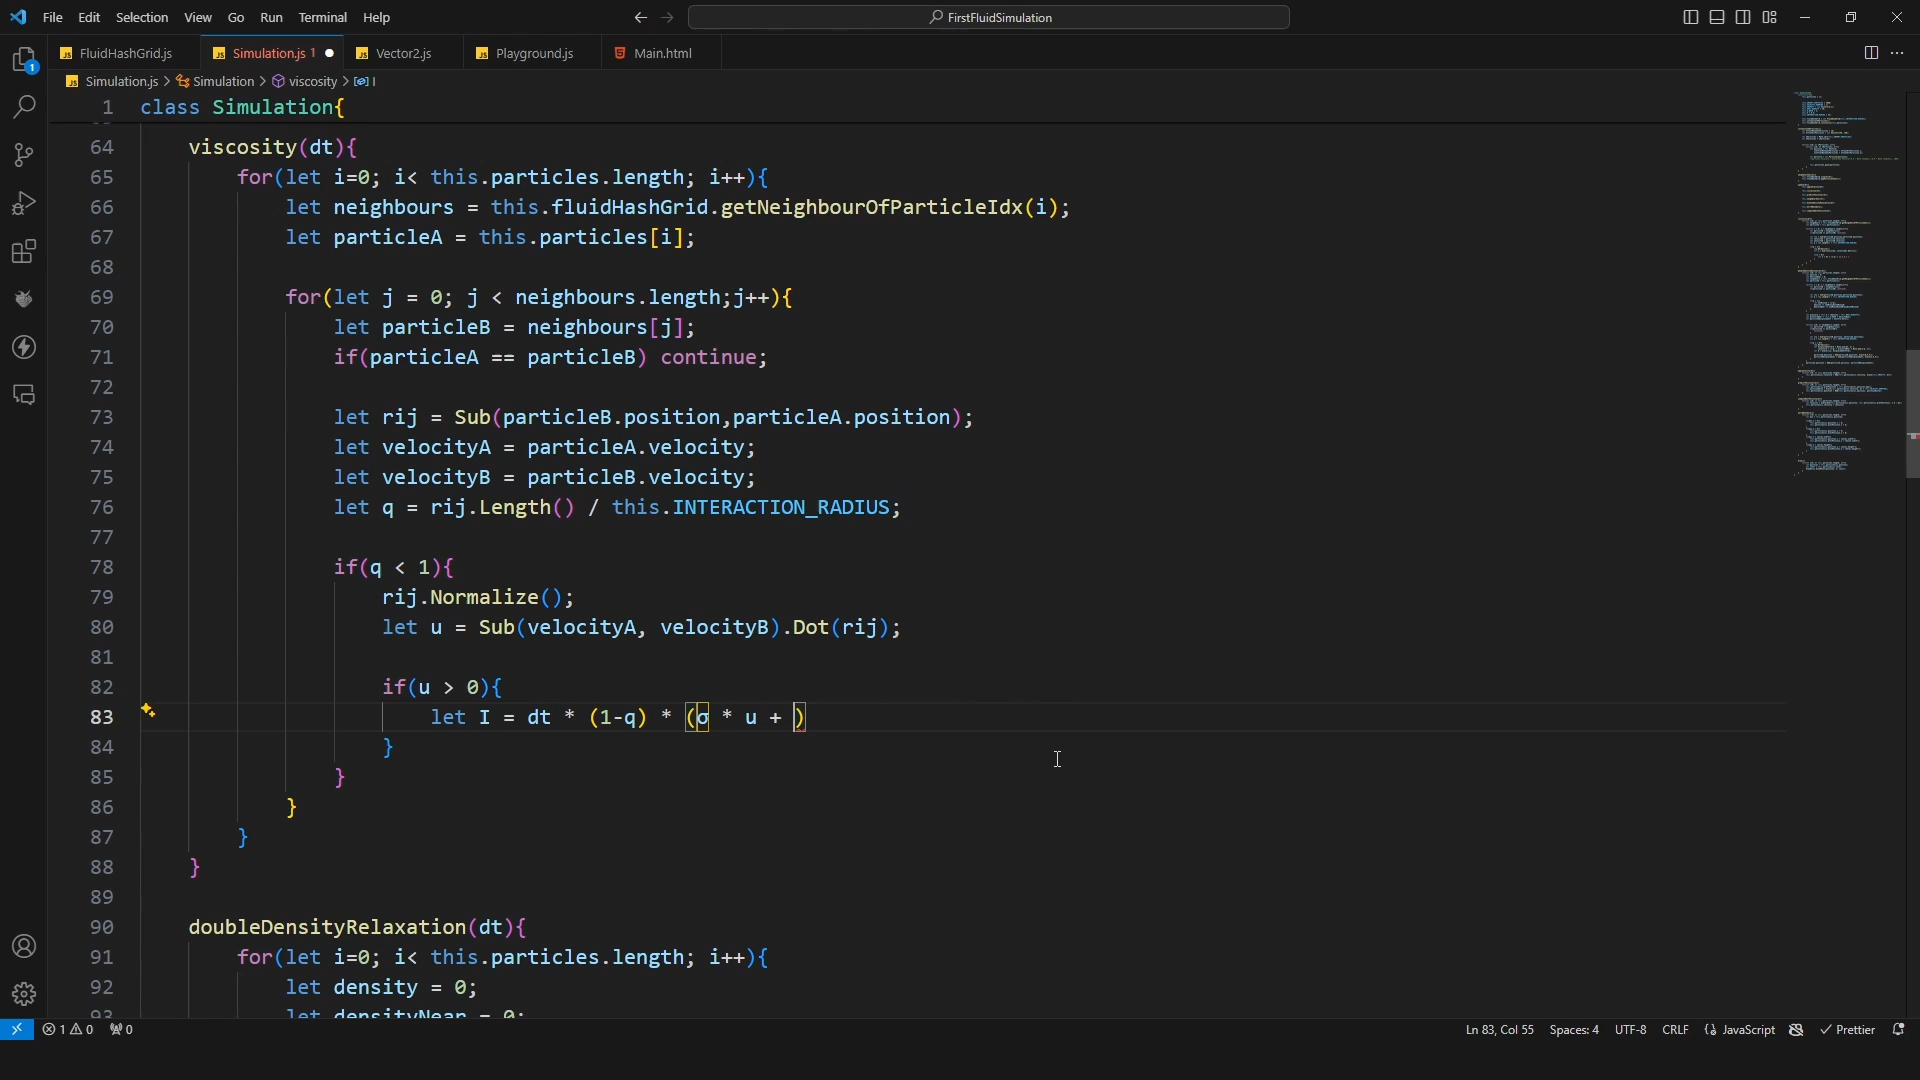 File Edit Selection View Go Run Terminal Help
FirstFluidSimulation
FluidHashGrid.js Simulation.js 1 Vector2.js Playground.js Main.html
Simulation.js > Simulation > viscosity > I
1 class Simulation{
64 viscosity(dt){
65 for(let i=0; i< this.particles.length; i++){
66 let neighbours = this.fluidHashGrid.getNeighbourOfParticleIdx(i);
67 let particleA = this.particles[i];
68
69 for(let j = 0; j < neighbours.length;j++){
70 let particleB = neighbours[j];
71 if(particleA == particleB) continue;
72
73 let rij = Sub(particleB.position,particleA.position);
74 let velocityA = particleA.velocity;
75 let velocityB = particleB.velocity;
76 let q = rij.Length() / this.INTERACTION_RADIUS;
77
78 if(q < 1){
79 rij.Normalize();
80 let u = Sub(velocityA, velocityB).Dot(rij);
81
82 if(u > 0){
83 let I = dt * (1-q) * (σ * u + )
84 }
85 }
86 }
87 }
88 }
89
90 doubleDensityRelaxation(dt){
91 for(let i=0; i< this.particles.length; i++){
92 let density = 0;
93 let densityNear = 0;
1 0 0 Ln 83, Col 55 Spaces: 4 UTF-8 CRLF JavaScript Prettier